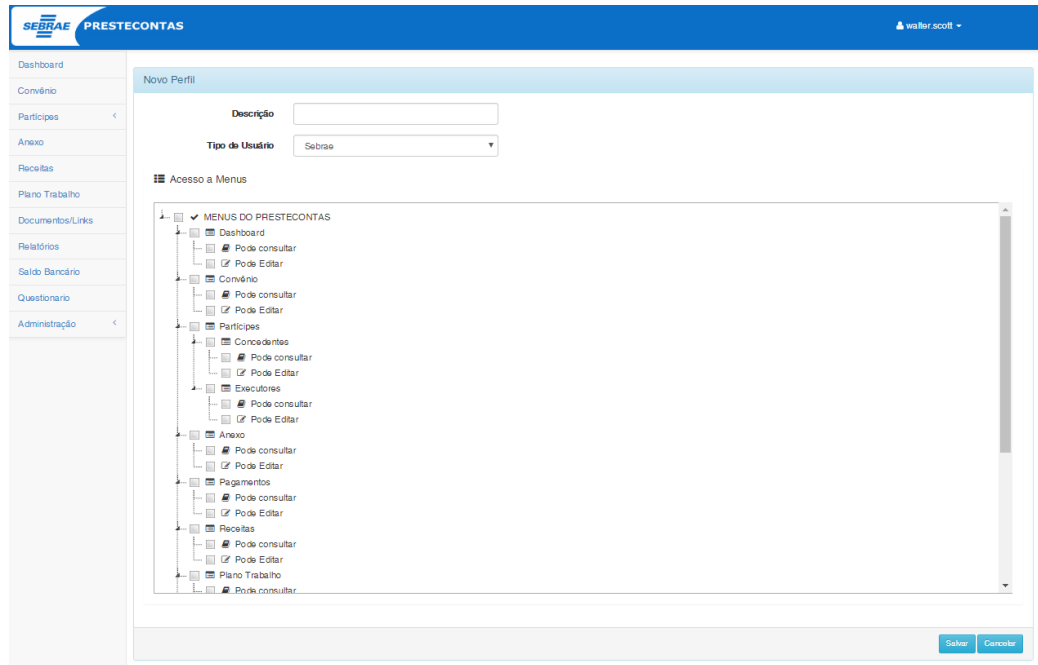 SEBRAE PRESTECONTAS
walter.scott
Dashboard
Convênio
Partícipes
Anexo
Receitas
Plano Trabalho
Documentos/Links
Relatórios
Saldo Bancário
Questionario
Administração
Novo Perfil
Descrição
Tipo de Usuário
Sebrae
Acesso a Menus
MENUS DO PRESTECONTAS
Dashboard
Pode consultar
Pode Editar
Convênio
Pode consultar
Pode Editar
Partícipes
Concedentes
Pode consultar
Pode Editar
Executores
Pode consultar
Pode Editar
Anexo
Pode consultar
Pode Editar
Pagamentos
Pode consultar
Pode Editar
Receitas
Pode consultar
Pode Editar
Plano Trabalho
Pode consultar
Salvar
Cancelar